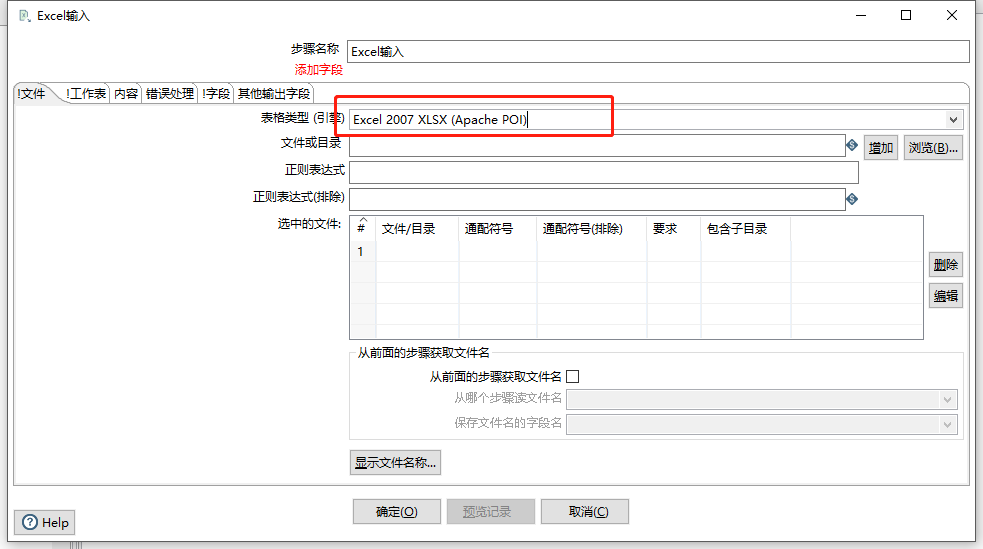 Excel输入
步骤名称 Excel输入
添加字段
!文件 !工作表 内容 错误处理 !字段 其他输出字段
表格类型 (引擎) Excel 2007 XLSX (Apache POI)
文件或目录 增加 浏览(B)...
正则表达式
正则表达式(排除)
选中的文件: # 文件/目录 通配符号 通配符号(排除) 要求 包含子目录
1
删除
编辑
从前面的步骤获取文件名
从前面的步骤获取文件名
从哪个步骤读文件名
保存文件名的字段名
显示文件名称...
确定(O) 预览记录 取消(C)
Help